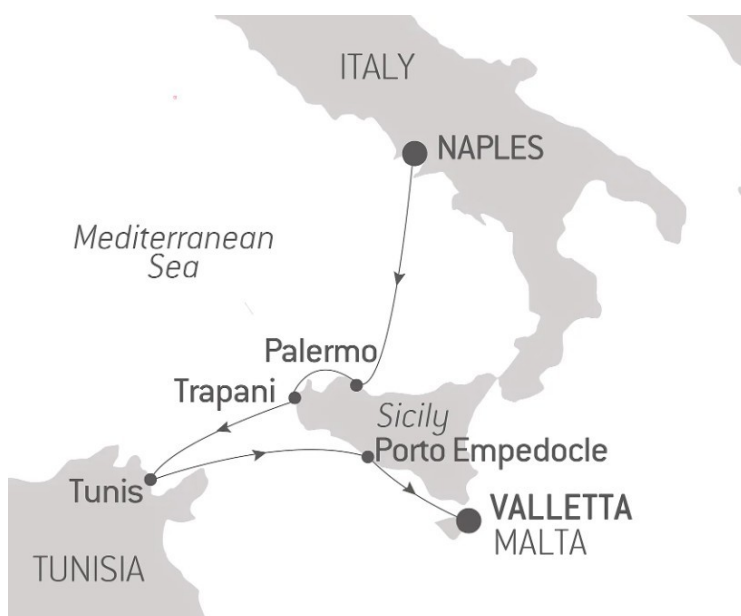 ITALY
NAPLES
Mediterranean
Sea
Palermo
Trapani
Sicily
Porto Empedocle
Tunis
VALLETTA
MALTA
TUNISIA